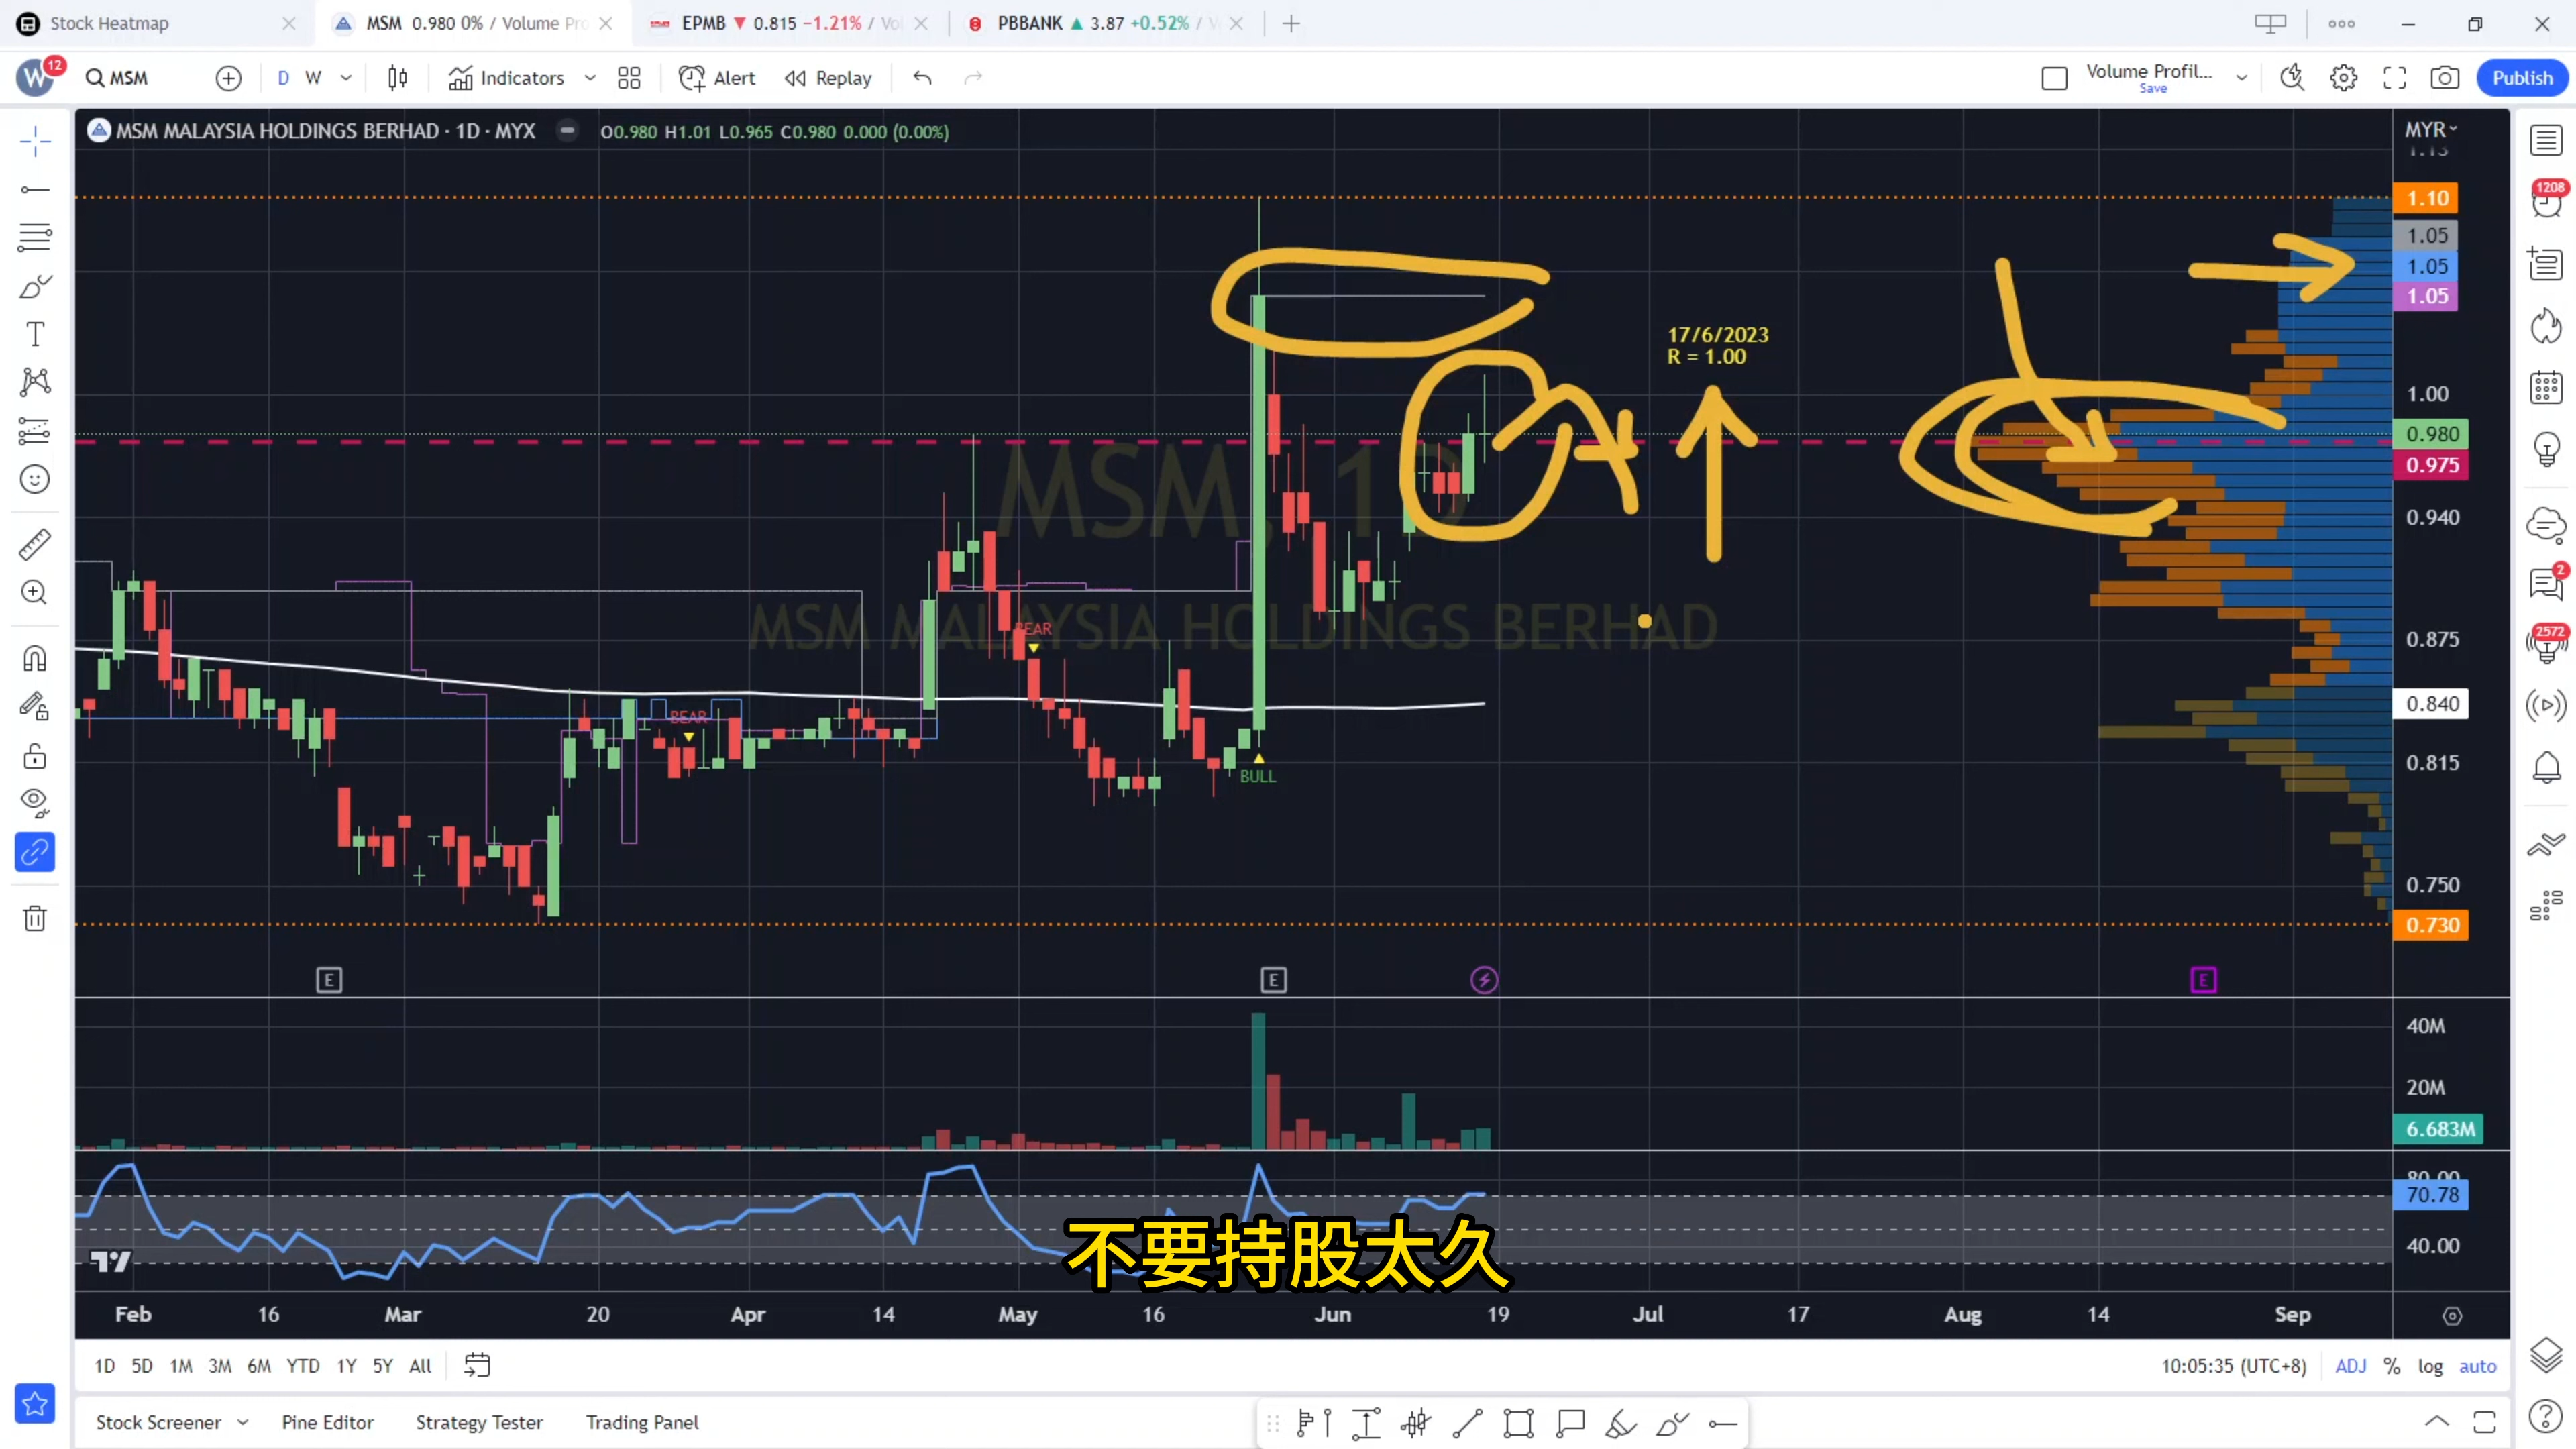 Stock Heatmap
MSM 0.980 0% / Volume Pro
EPMB ▼ 0.815 −1.21% / Vol
PBBANK ▲ 3.87 +0.52% / V
W 12
MSM
D W
Indicators
Alert
Replay
Volume Profil...
Save
Publish
MSM MALAYSIA HOLDINGS BERHAD · 1D · MYX
O0.980 H1.01 L0.965 C0.980 0.000 (0.00%)
MYR
1.13
1.10
1.05
1.05
1.05
1.00
0.980
0.975
0.940
0.875
0.840
0.815
0.750
0.730
17/6/2023
R = 1.00
MSM, 1D
MSM MALAYSIA HOLDINGS BERHAD
BEAR
BEAR
BULL
E
E
E
40M
20M
6.683M
80.00
70.78
40.00
不要持股太久
Feb 16 Mar 20 Apr 14 May 16 Jun 19 Jul 17 Aug 14 Sep
1D 5D 1M 3M 6M YTD 1Y 5Y All
10:05:35 (UTC+8) ADJ % log auto
Stock Screener Pine Editor Strategy Tester Trading Panel
1208
2
2572